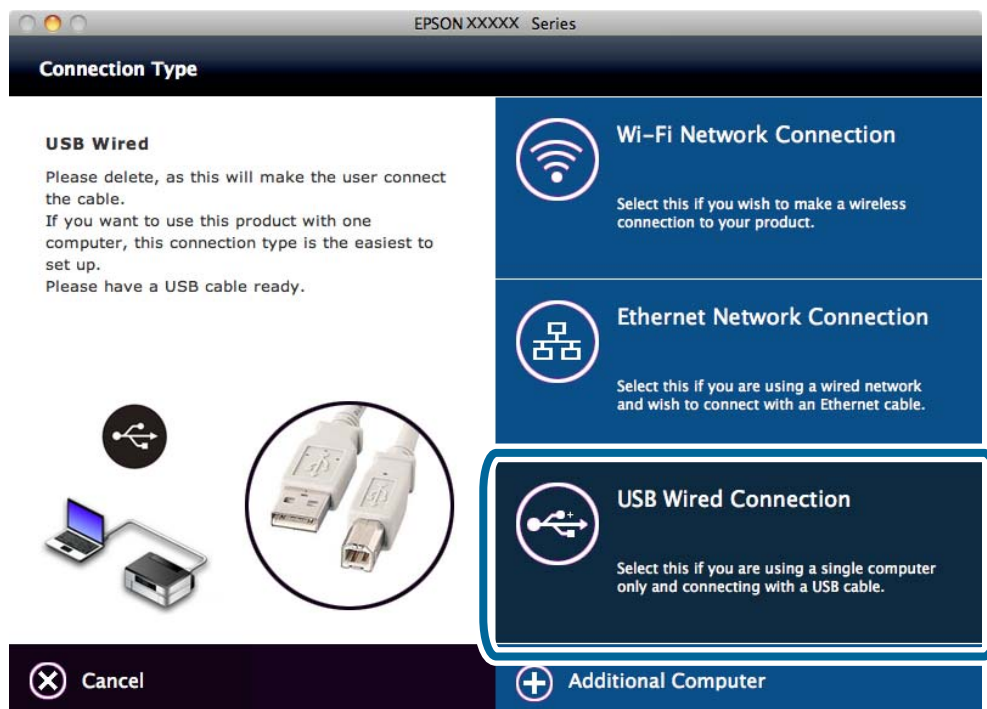 EPSON XXXXX Series
Connection Type
USB Wired
Please delete, as this will make the user connect
the cable.
If you want to use this product with one
computer, this connection type is the easiest to
set up.
Please have a USB cable ready.
Wi-Fi Network Connection
Select this if you wish to make a wireless
connection to your product.
Ethernet Network Connection
Select this if you are using a wired network
and wish to connect with an Ethernet cable.
USB Wired Connection
Select this if you are using a single computer
only and connecting with a USB cable.
Cancel
Additional Computer